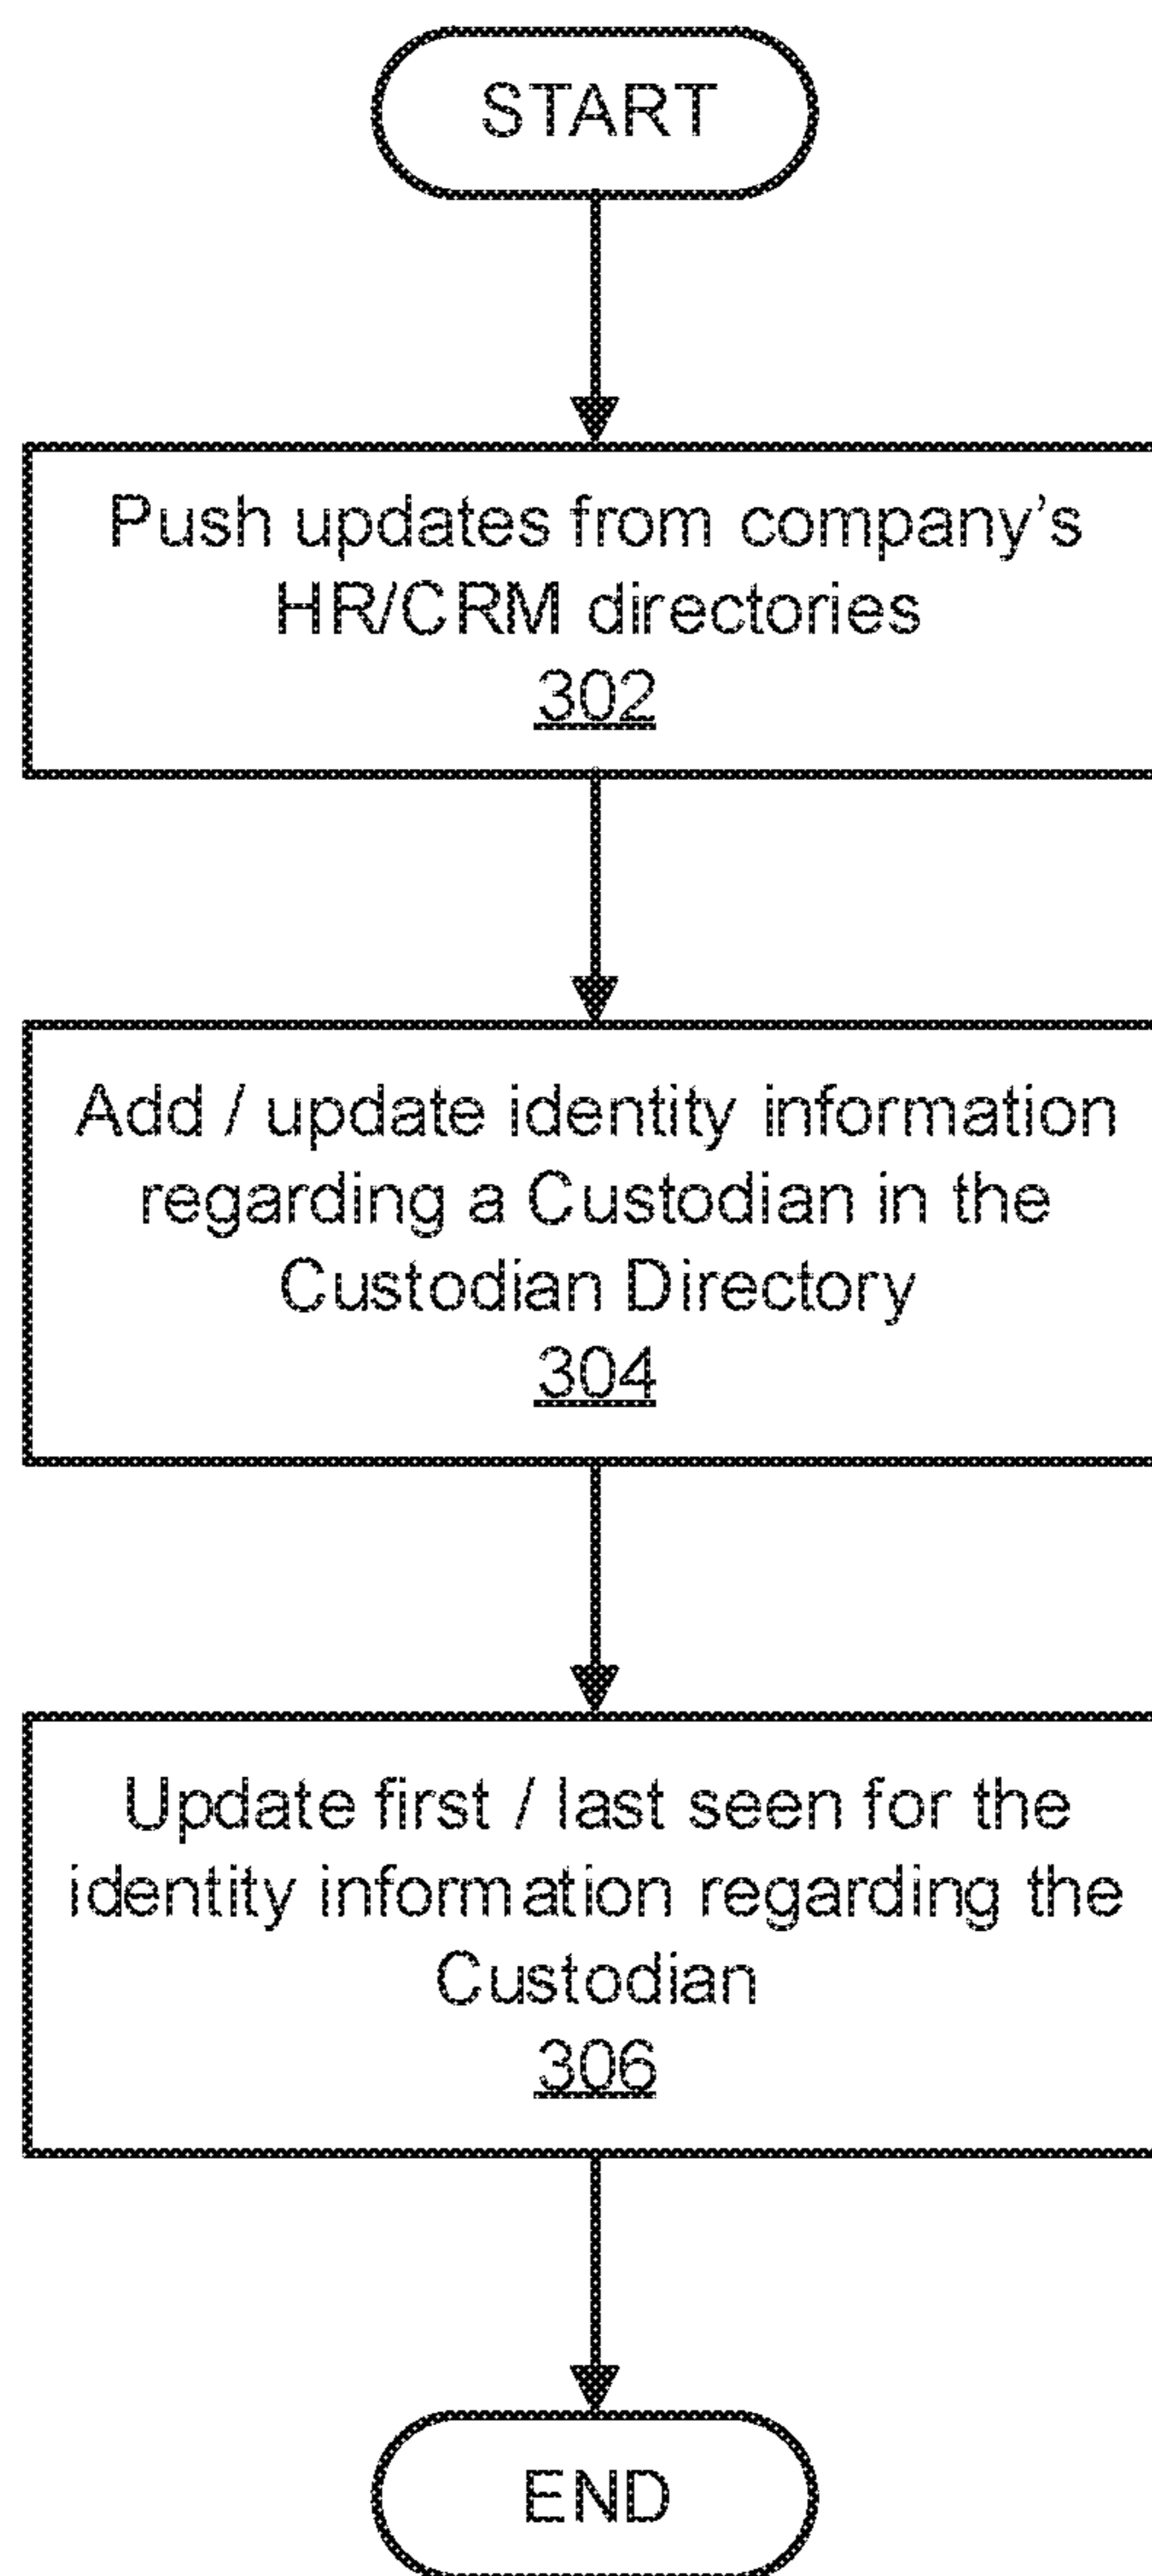 START
Push updates from company’s
HR/CRM directories
302
Add / update identity information
regarding a Custodian in the
Custodian Directory
304
Update first / last seen for the
identity information regarding the
Custodian
306
END